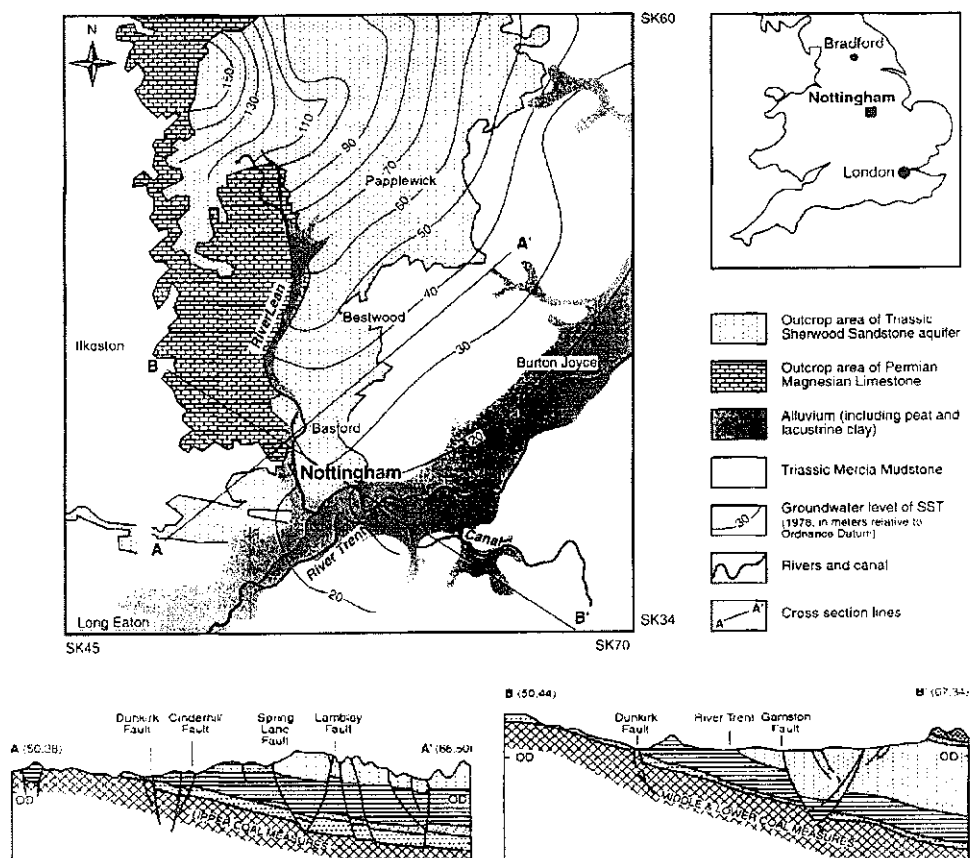 N
SK60
150
130
110
90
70
60
50
40
30
20
20
Papplewick
A'
Bestwood
River Lean
Ilkeston
B
Burton Joyce
Basford
Nottingham
A
River Trent
Canal
Long Eaton
B'
SK34
SK45
SK70
Bradford
Nottingham
London
Outcrop area of Triassic
Sherwood Sandstone aquifer
Outcrop area of Permian
Magnesian Limestone
Alluvium (including peat and
lacustrine clay)
Triassic Mercia Mudstone
30
Groundwater level of SST
(1978, in meters relative to
Ordnance Datum)
Rivers and canal
A A'
Cross section lines
A (50,38)
Dunkirk
Fault
Cinderhill
Fault
Spring
Lane
Fault
Lambley
Fault
A' (66,50)
OD
OD
UPPER COAL MEASURES
B (50,44)
Dunkirk
Fault
River Trent
Gamston
Fault
B' (67,34)
OD
OD
MIDDLE & LOWER COAL MEASURES